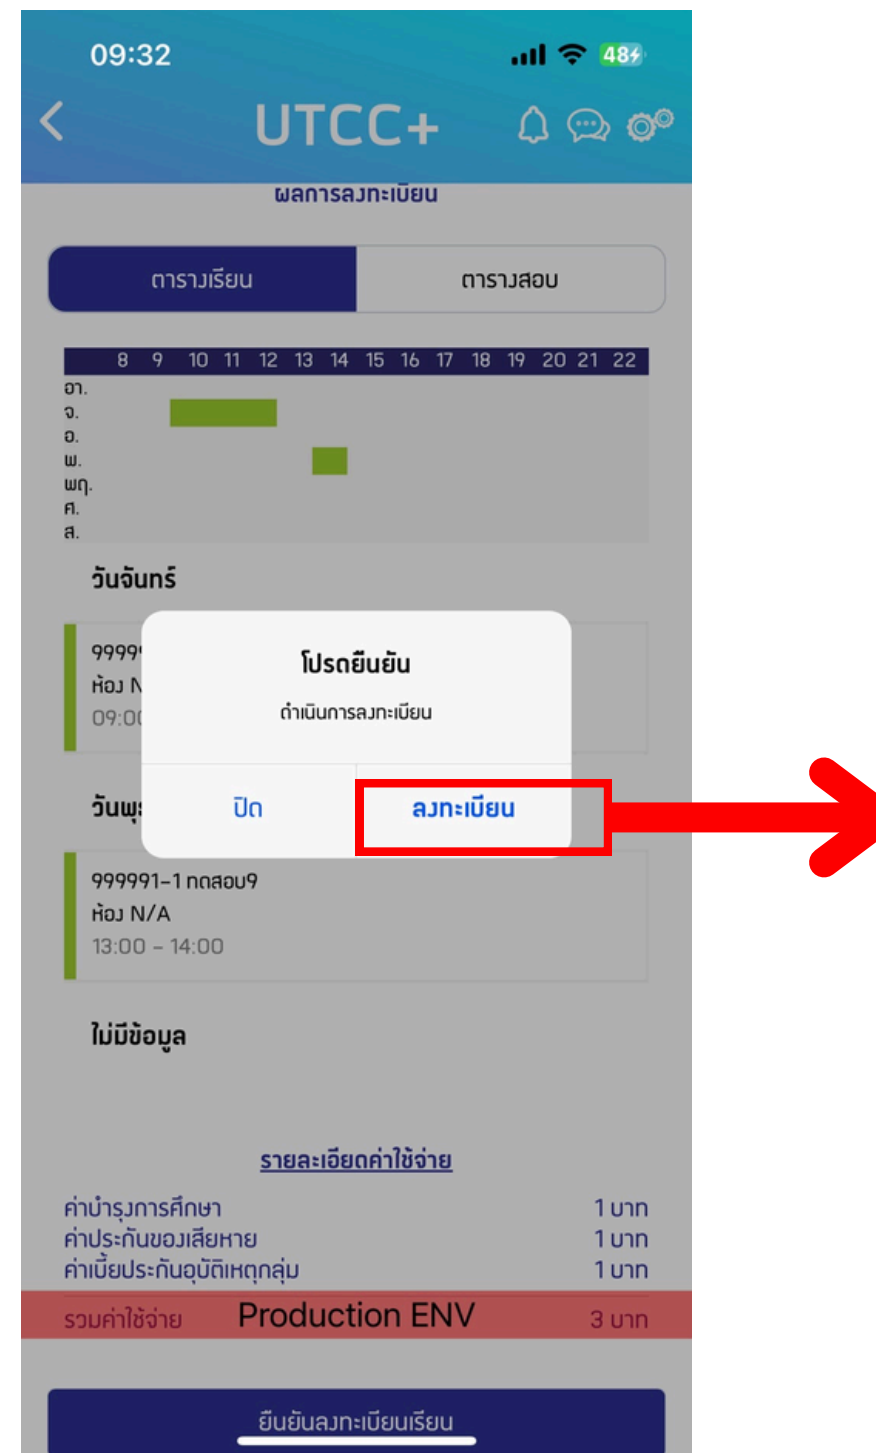 09:32
48
UTCC+
ผลการลงทะเบียน
ตารางเรียน ตารางสอบ
8 9 10 11 12 13 14 15 16 17 18 19 20 21 22
อา.
จ.
อ.
พ.
พฤ.
ศ.
ส.
วันจันทร์
ห้อง N
โปรดยืนยัน
ดำเนินการลงทะเบียน
ปิด ลงทะเบียน
999991-1 ทดสอบ9
ห้อง N/A
13:00 - 14:00
ไม่มีข้อมูล
รายละเอียดค่าใช้จ่าย
ค่าบำรุงการศึกษา 1 บาท
ค่าประกันของเสียหาย 1 บาท
ค่าเบี้ยประกันอุบัติเหตุกลุ่ม 1 บาท
รวมค่าใช้จ่าย Production ENV 3 บาท
ยืนยันลงทะเบียนเรียน